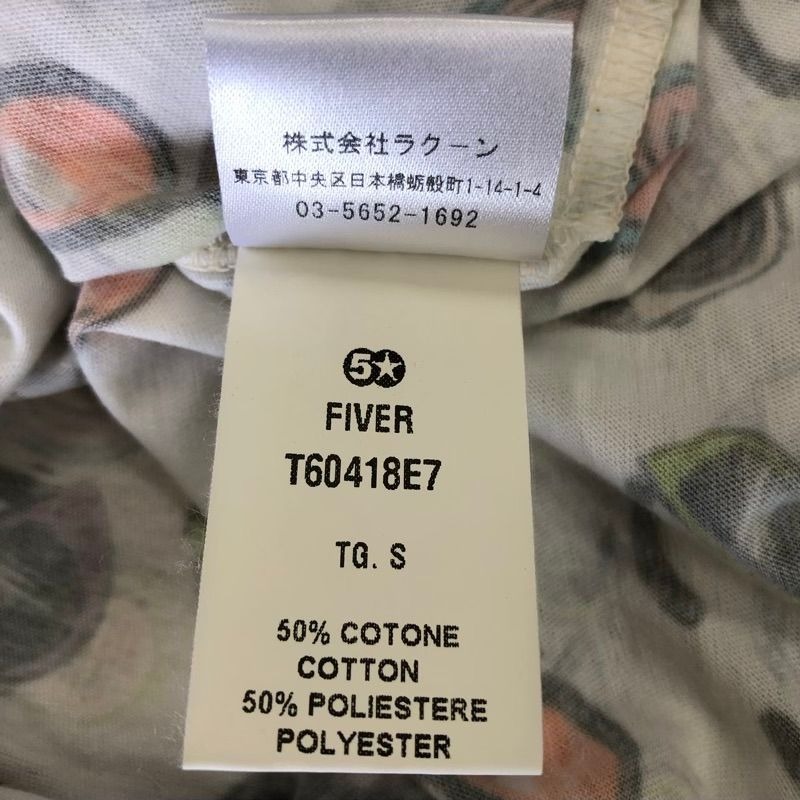 株式会社ラクーン
東京都中央区日本橋蛎殻町1-14-1-4
03-5652-1692
5★
FIVER
T60418E7
TG. S
50% COTONE
COTTON
50% POLIESTERE
POLYESTER